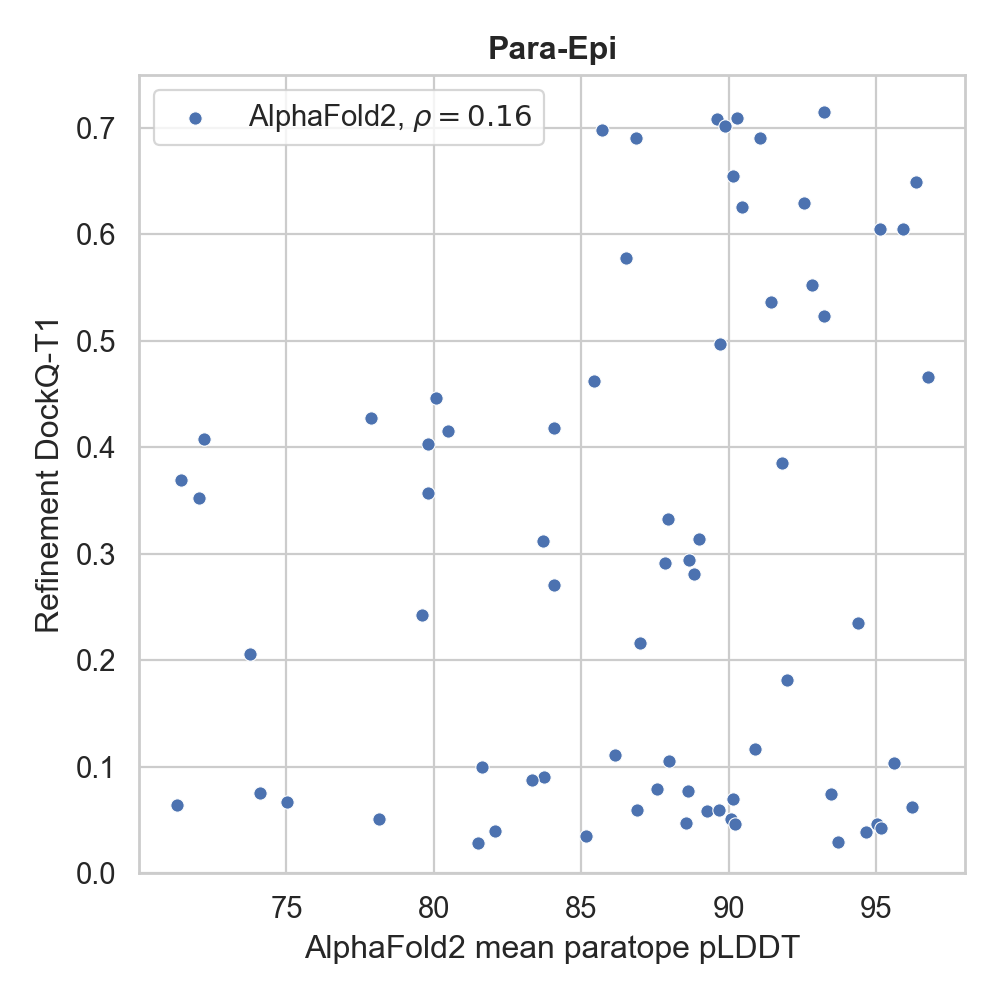 Para-Epi
AlphaFold2, ρ = 0.16
0.7
0.6
0.5
0.4
0.3
0.2
0.1
0.0
Refinement DockQ-T1
75 80 85 90 95
AlphaFold2 mean paratope pLDDT